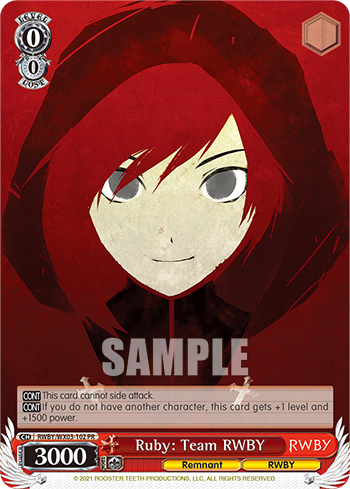 LEVEL
0
0
COST
SAMPLE
CONT This card cannot side attack.
CONT If you do not have another character, this card gets +1 level and
+1500 power.
CH RWBY/WX03-102 PR
Ruby: Team RWBY
RWBY
POWER
3000
Remnant
RWBY
© 2021 ROOSTER TEETH PRODUCTIONS, LLC, ALL RIGHTS RESERVED.